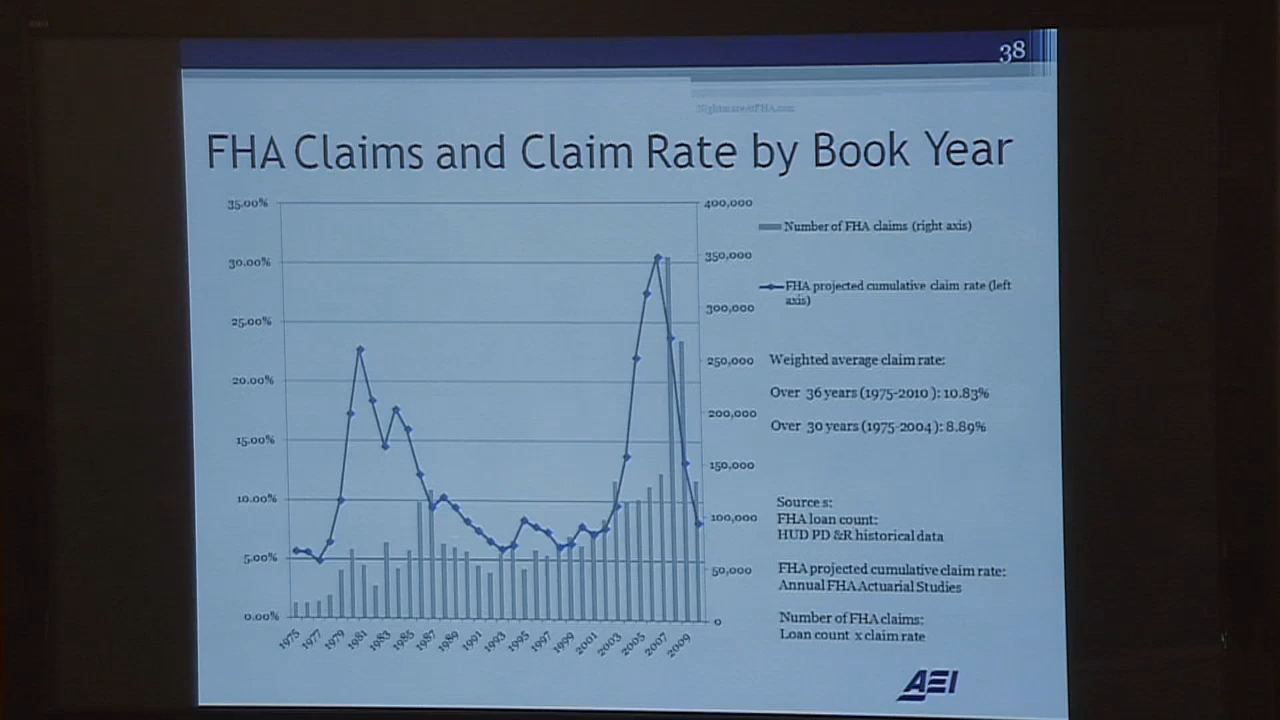 38
NightmareAtFHA.com
FHA Claims and Claim Rate by Book Year
35.00%
30.00%
25.00%
20.00%
15.00%
10.00%
5.00%
0.00%
400,000
350,000
300,000
250,000
200,000
150,000
100,000
50,000
0
1975
1977
1979
1981
1983
1985
1987
1989
1991
1993
1995
1997
1999
2001
2003
2005
2007
2009
Number of FHA claims (right axis)
FHA projected cumulative claim rate (left
axis)
Weighted average claim rate:
Over 36 years (1975-2010 ): 10.83%
Over 30 years (1975-2004 ): 8.89%
Source s:
FHA loan count:
HUD PD &R historical data
FHA projected cumulative claim rate:
Annual FHA Actuarial Studies
Number of FHA claims:
Loan count x claim rate
AEI